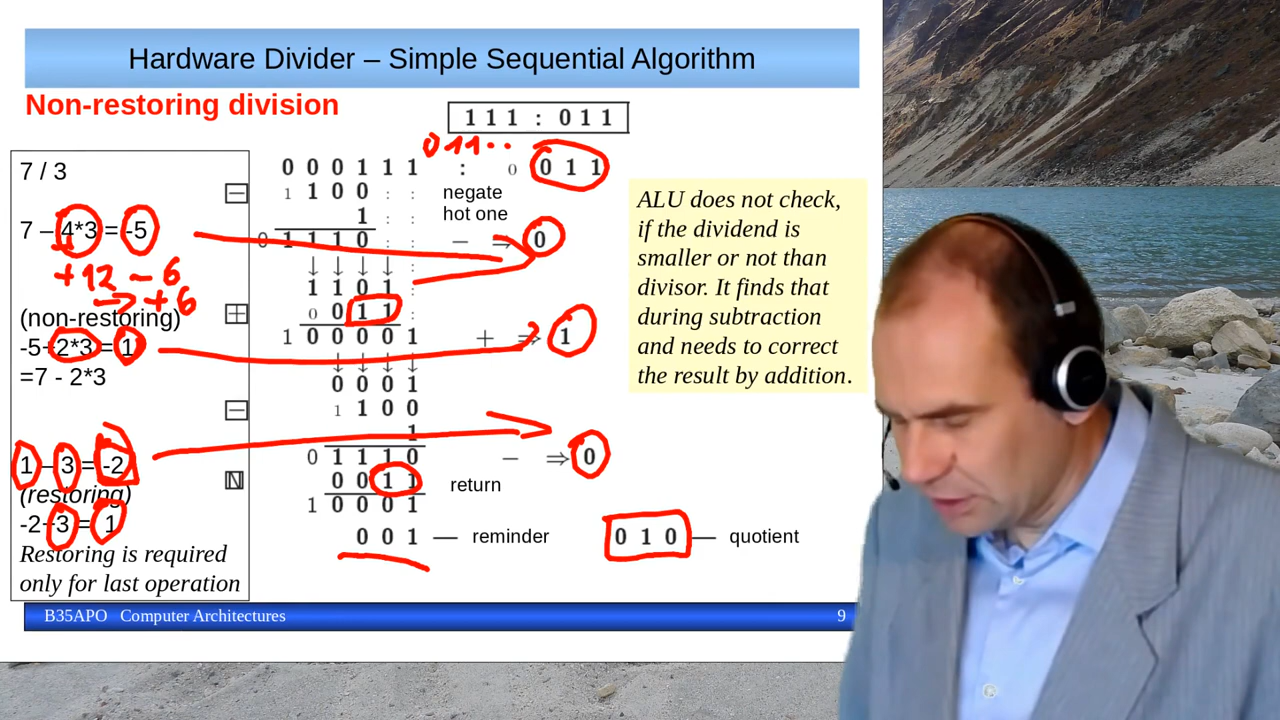 Hardware Divider – Simple Sequential Algorithm
Non-restoring division
1 1 1 : 0 1 1
011..
7 / 3
7 – 4*3 = -5
+12 – 6
→ +6
(non-restoring)
-5+2*3 = 1
=7 - 2*3
1 – 3 = -2
(restoring)
-2+3 = 1
Restoring is required
only for last operation
0 0 0 1 1 1 : 0 0 1 1
− 1 1 0 0 : : negate
1 : : hot one
0 1 1 1 0 : : − ⇒ 0
↓ ↓ ↓ ↓ :
1 1 0 1 :
+ 0 0 1 1 :
1 0 0 0 0 1 + ⇒ 1
↓ ↓ ↓ ↓
0 0 0 1
− 1 1 0 0
1
0 1 1 1 0 − ⇒ 0
N 0 0 1 1 return
1 0 0 0 1
0 0 1 — reminder 0 1 0 — quotient
ALU does not check,
if the dividend is
smaller or not than
divisor. It finds that
during subtraction
and needs to correct
the result by addition.
B35APO Computer Architectures 9